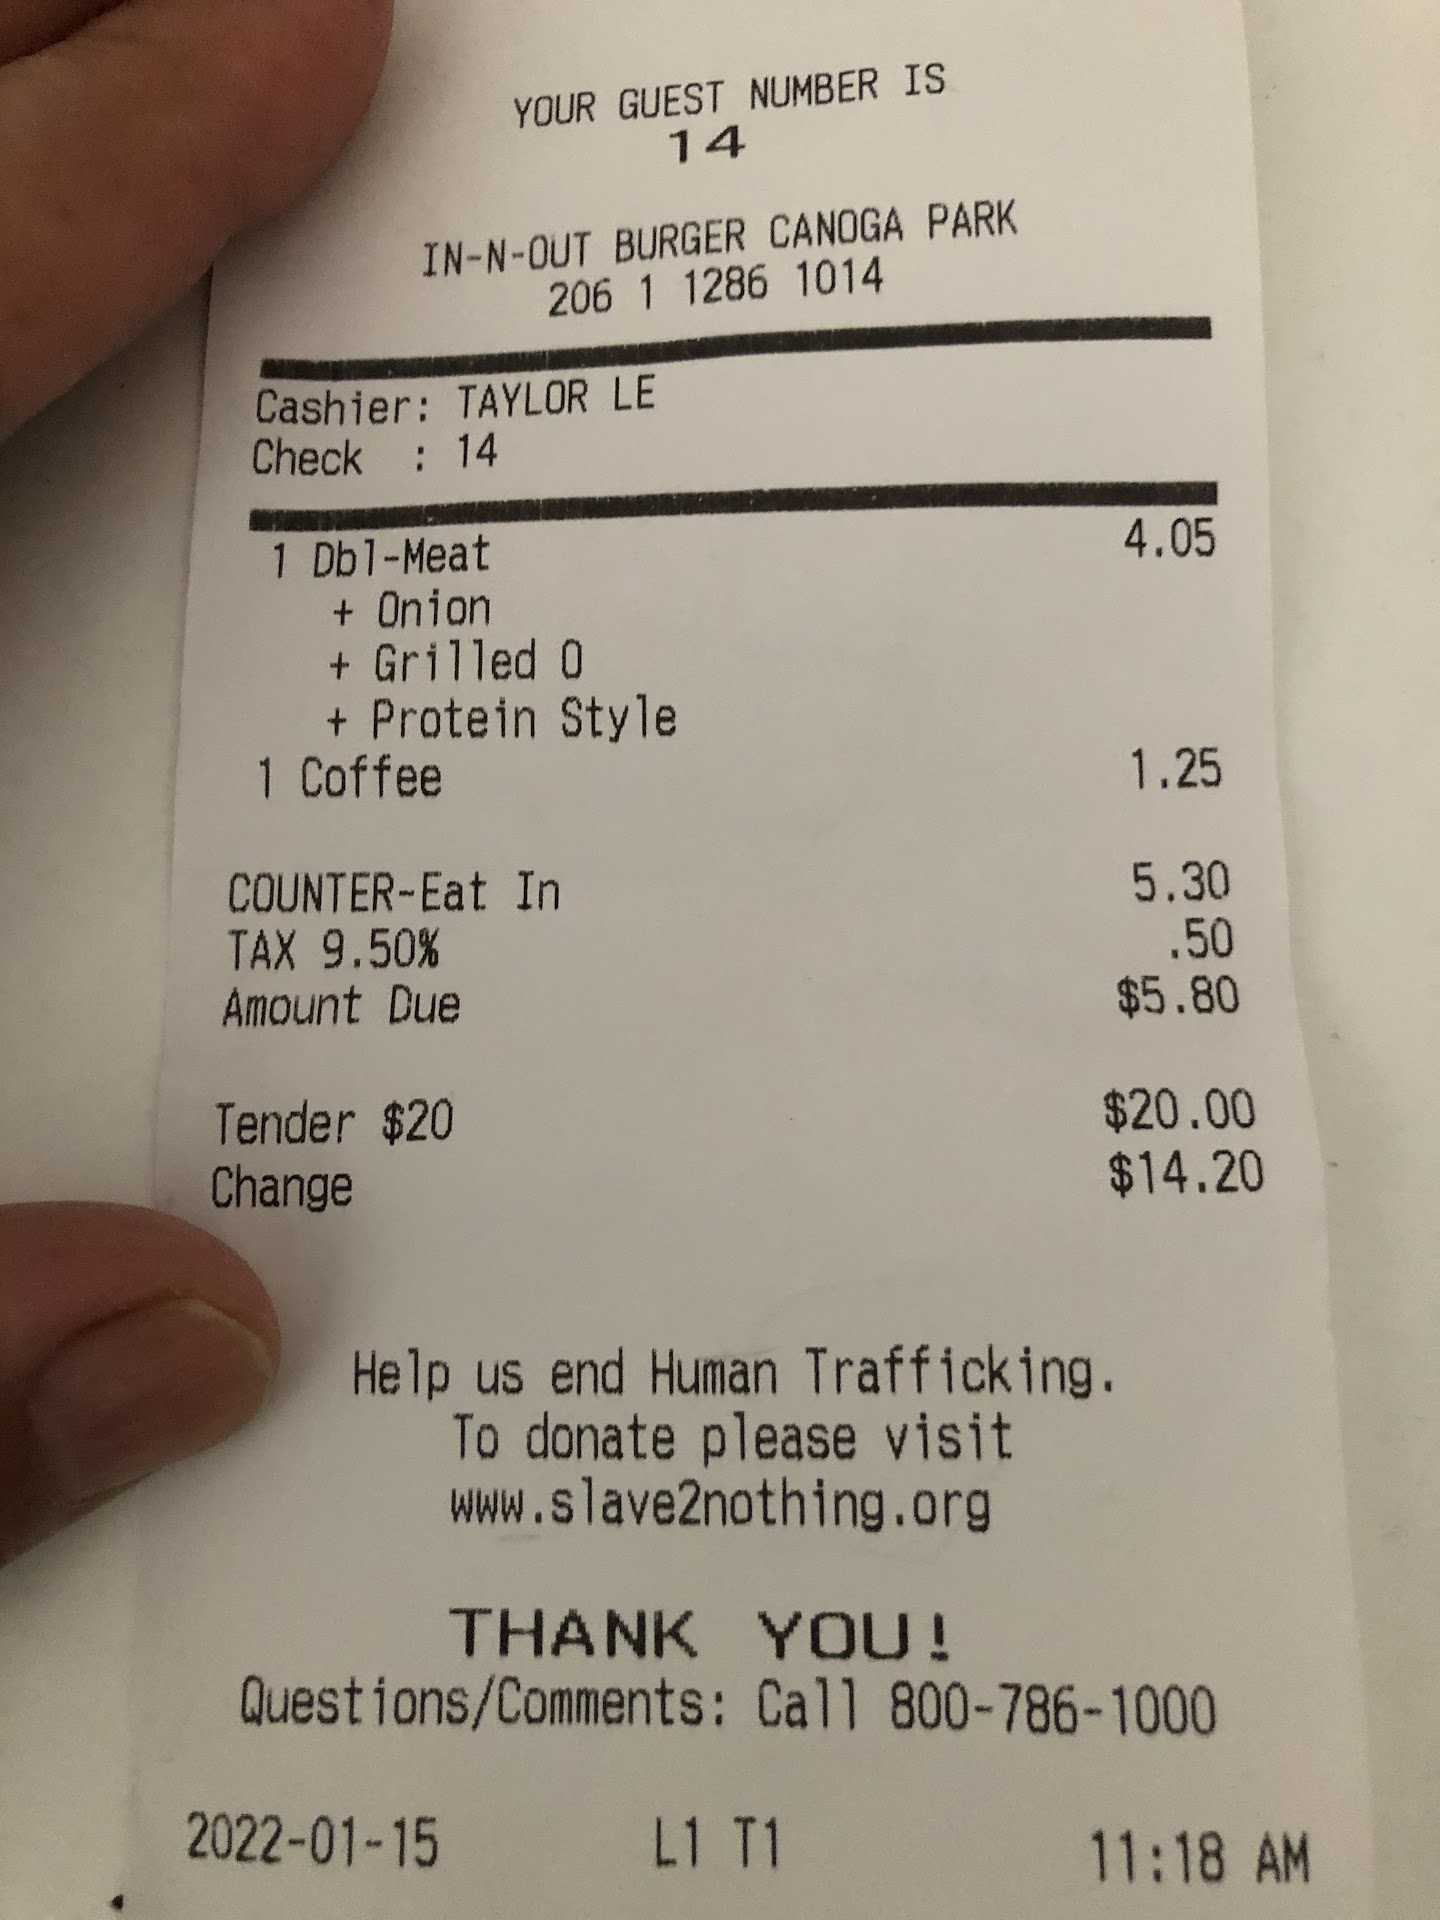 YOUR GUEST NUMBER IS
14
IN-N-OUT BURGER CANOGA PARK
206 1 1286 1014
Cashier: TAYLOR LE
Check : 14
1 Dbl-Meat 4.05
+ Onion
+ Grilled O
+ Protein Style
1 Coffee 1.25
COUNTER-Eat In 5.30
TAX 9.50% .50
Amount Due $5.80
Tender $20 $20.00
Change $14.20
Help us end Human Trafficking.
To donate please visit
www.slave2nothing.org
THANK YOU!
Questions/Comments: Call 800-786-1000
2022-01-15 L1 T1 11:18 AM